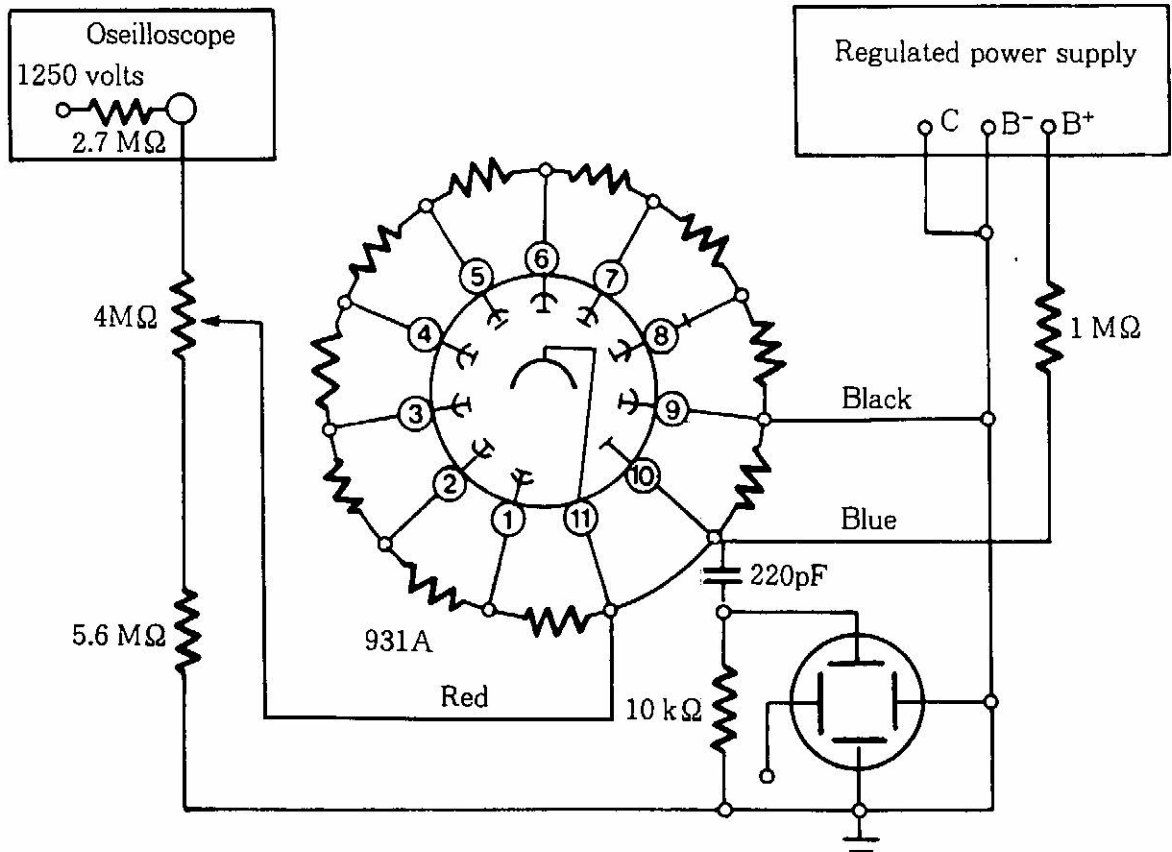 Oseilloscope
1250 volts
2.7 MΩ
Regulated power supply
C B⁻ B⁺
4MΩ
5.6 MΩ
5
6
7
4
8
3
9
2
10
1
11
1 MΩ
Black
Blue
220pF
931A
Red
10 kΩ